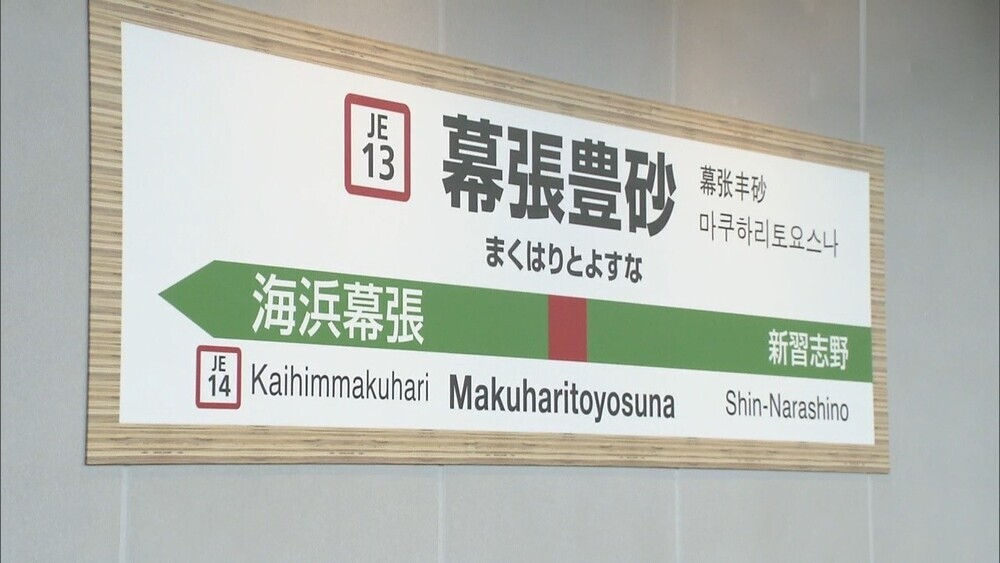 JE
13
幕張豊砂
幕张丰砂
마쿠하리토요스나
まくはりとよすな
海浜幕張
新習志野
JE
14
Kaihimmakuhari
Makuharitoyosuna
Shin-Narashino